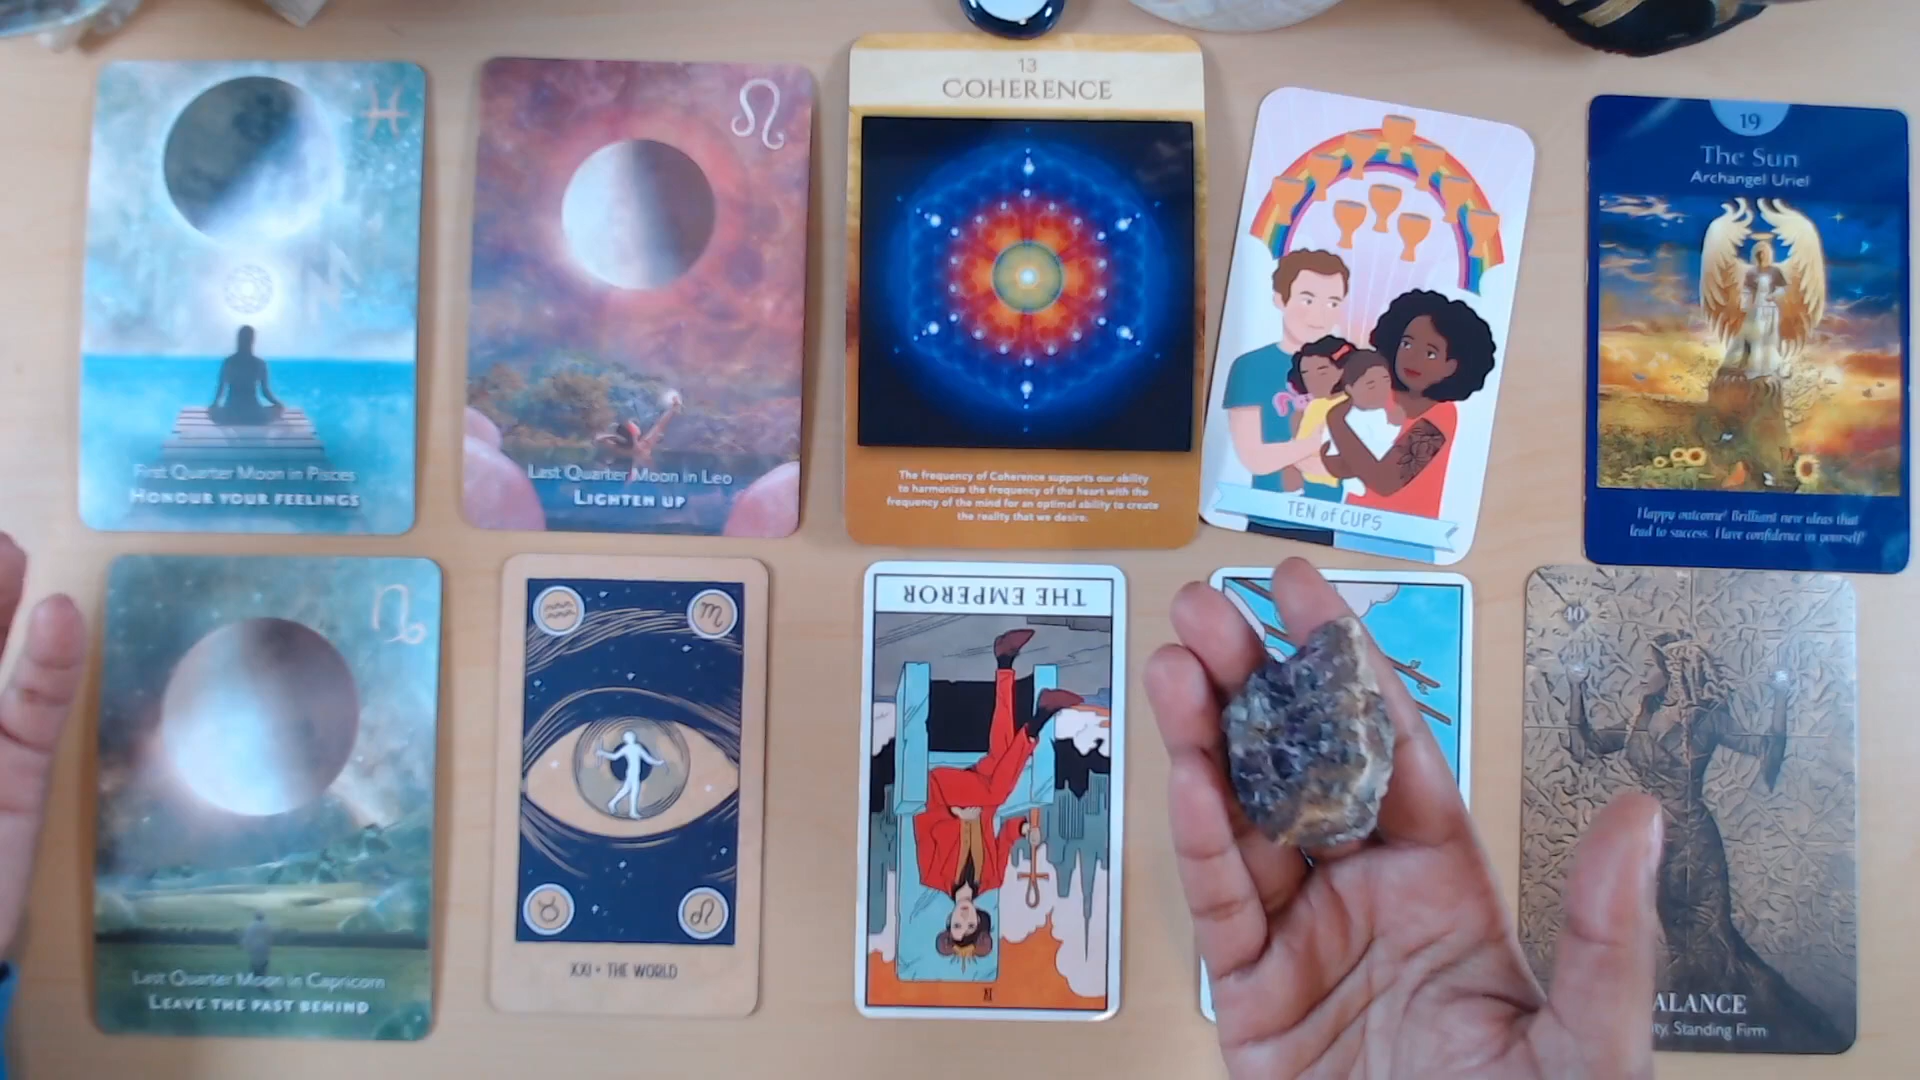 First Quarter Moon in Pisces
HONOUR YOUR FEELINGS
Last Quarter Moon in Leo
LIGHTEN UP
13
COHERENCE
The frequency of Coherence supports our ability
to harmonize the frequency of the heart with the
frequency of the mind for an optimal ability to create
the reality that we desire.
TEN of CUPS
19
The Sun
Archangel Uriel
Happy outcome! Brilliant new ideas that
lead to success. Have confidence in yourself!
Last Quarter Moon in Capricorn
LEAVE THE PAST BEHIND
XXI • THE WORLD
THE EMPEROR
IV
40
ALANCE
ity, Standing Firm